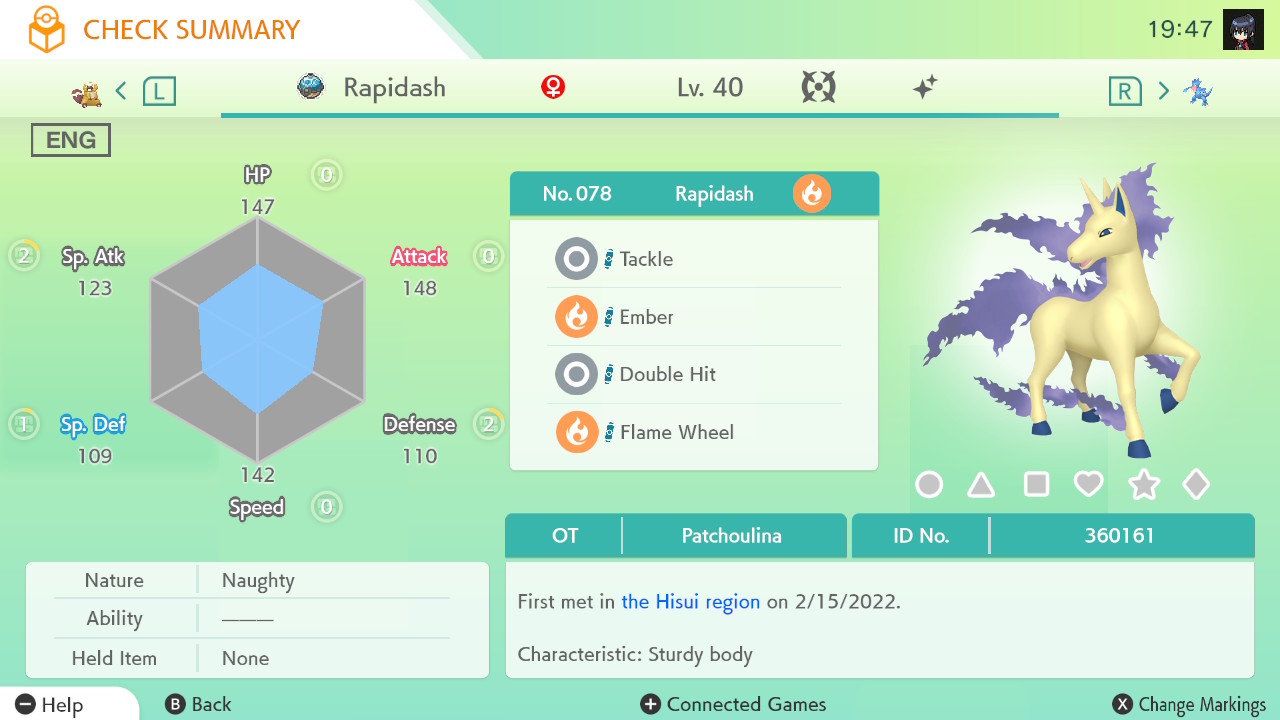 CHECK SUMMARY
19:47
L
Rapidash
Lv. 40
R
ENG
HP
0
147
2
Sp. Atk
123
Attack
0
148
1
Sp. Def
109
Defense
2
110
142
Speed
0
No. 078 Rapidash
Tackle
Ember
Double Hit
Flame Wheel
OT Patchoulina
ID No. 360161
First met in the Hisui region on 2/15/2022.
Characteristic: Sturdy body
Nature Naughty
Ability ———
Held Item None
Help
B Back
Connected Games
X Change Markings